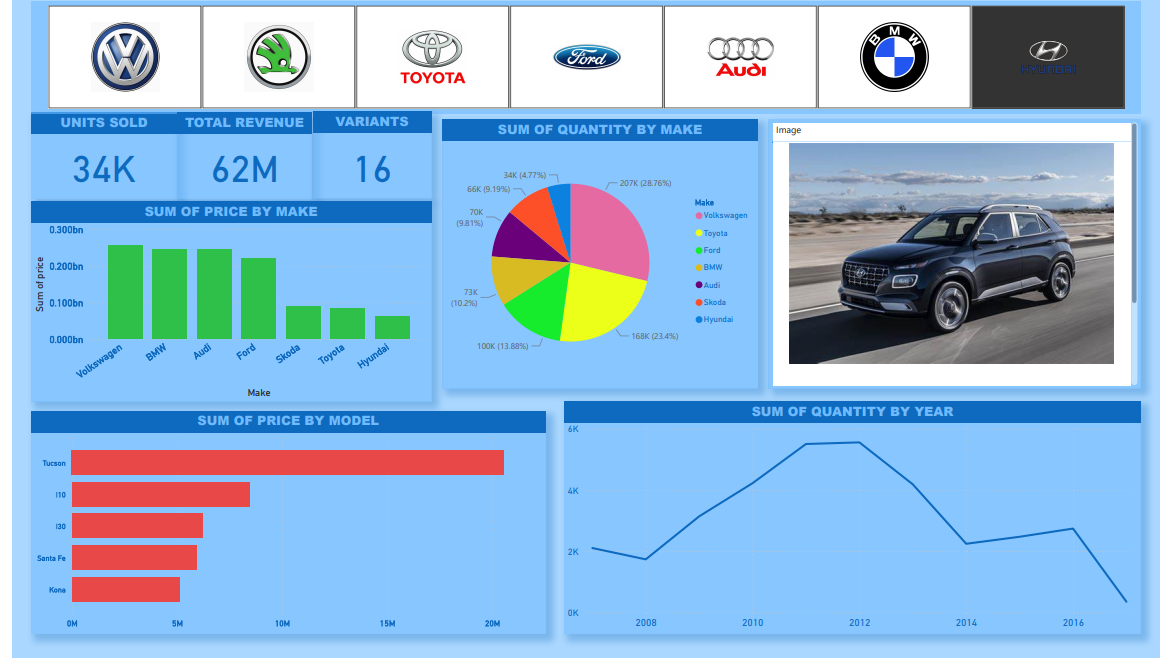 TOYOTA
Ford
Audi
BMW
HYUNDAI
UNITS SOLD
TOTAL REVENUE
VARIANTS
34K
62M
16
SUM OF PRICE BY MAKE
0.300bn
0.200bn
0.100bn
0.000bn
Sum of price
Volkswagen
BMW
Audi
Ford
Skoda
Toyota
Hyundai
Make
SUM OF QUANTITY BY MAKE
34K (4.77%)
66K (9.19%)
70K
(9.81%)
73K
(10.2%)
100K (13.88%)
207K (28.76%)
168K (23.4%)
Make
Volkswagen
Toyota
Ford
BMW
Audi
Skoda
Hyundai
Image
SUM OF PRICE BY MODEL
Tucson
I10
I30
Santa Fe
Kona
0M
5M
10M
15M
20M
SUM OF QUANTITY BY YEAR
6K
4K
2K
0K
2008
2010
2012
2014
2016